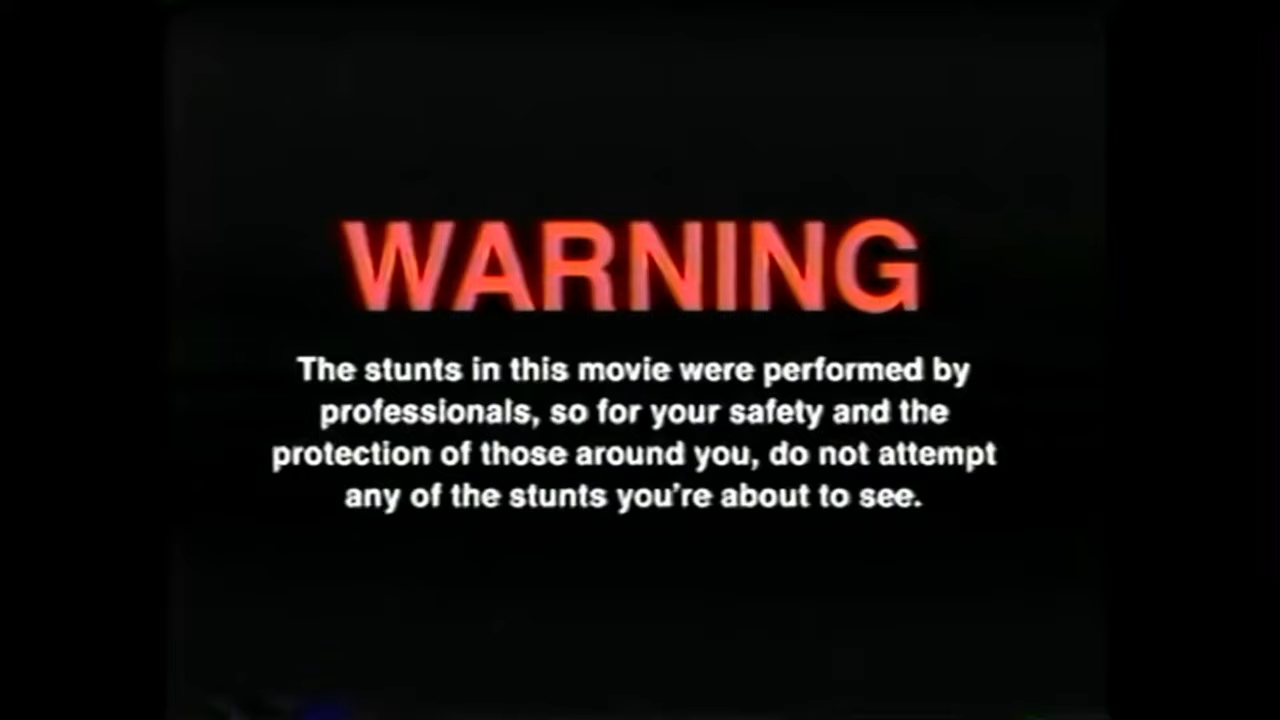 WARNING
The stunts in this movie were performed by
professionals, so for your safety and the
protection of those around you, do not attempt
any of the stunts you're about to see.